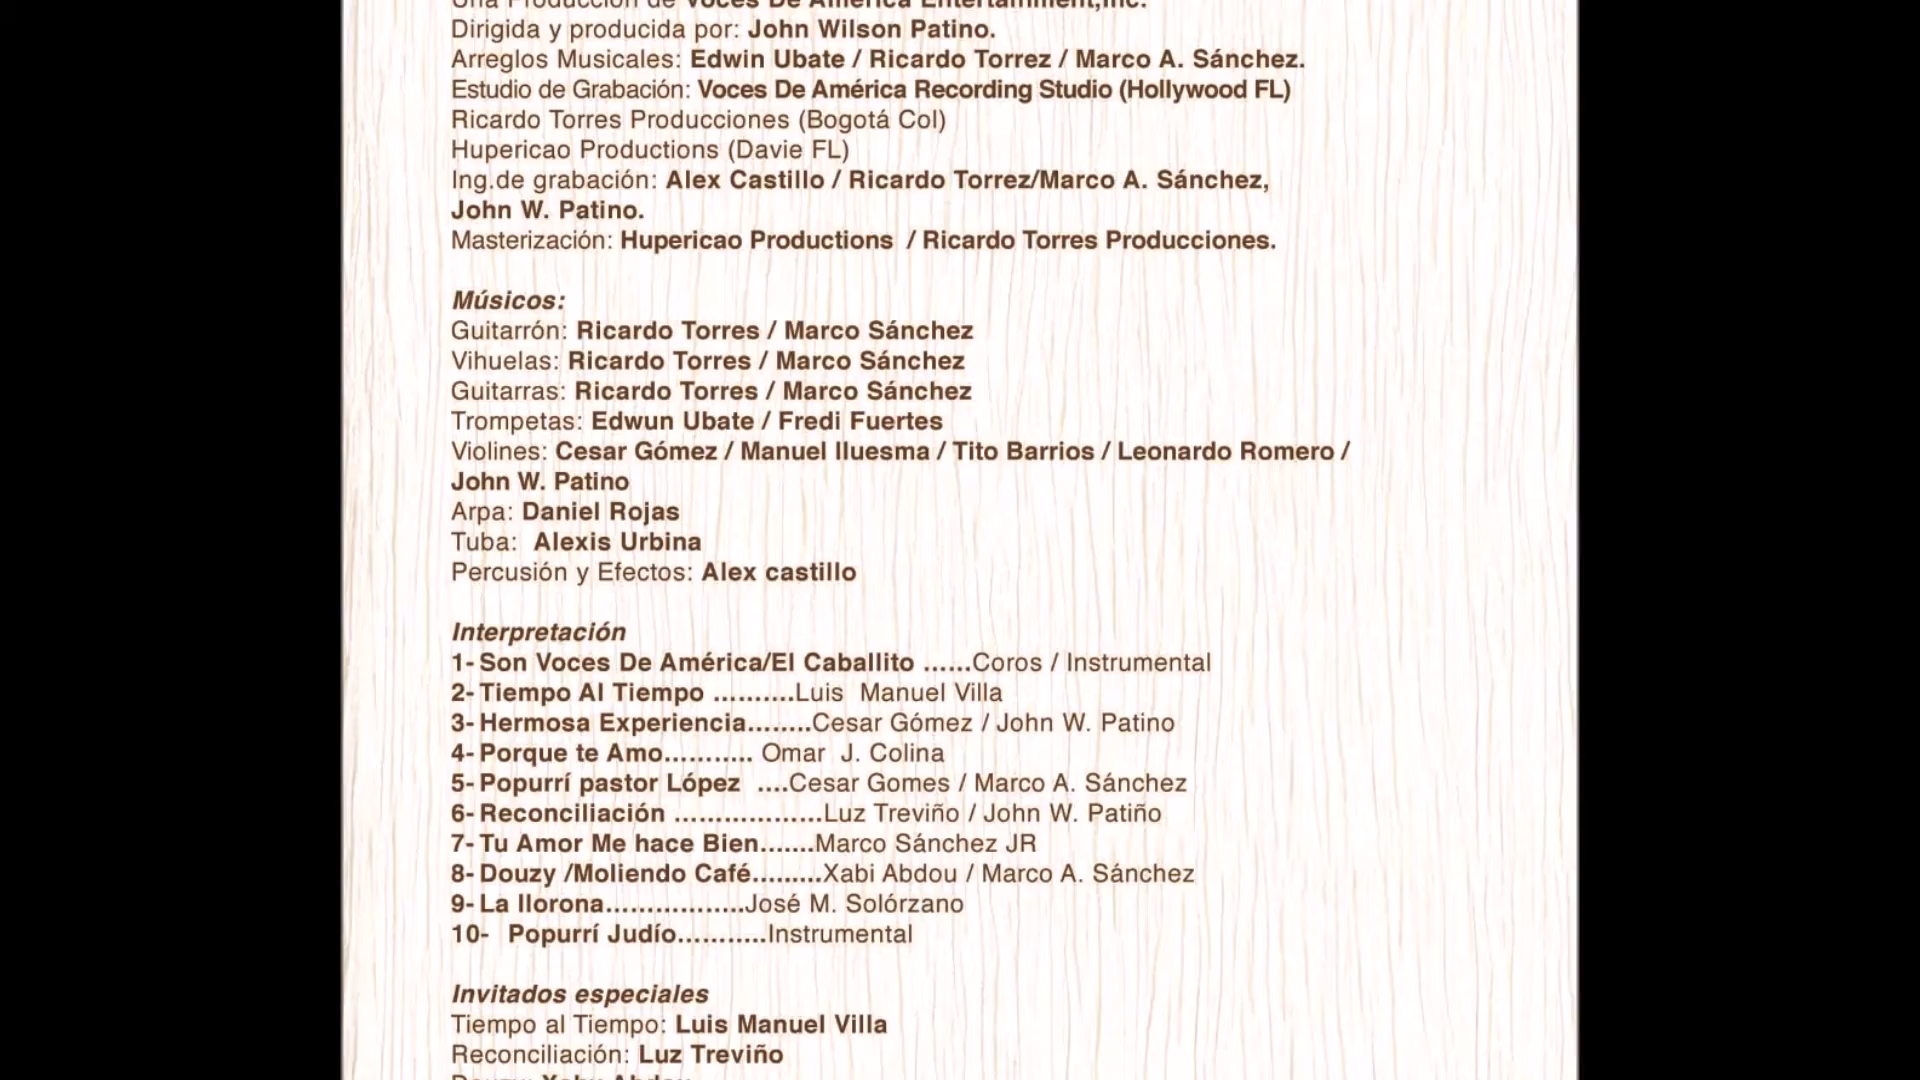 Una Producción de Voces De América Entertainment,Inc.
Dirigida y producida por: John Wilson Patino.
Arreglos Musicales: Edwin Ubate / Ricardo Torrez / Marco A. Sánchez.
Estudio de Grabación: Voces De América Recording Studio (Hollywood FL)
Ricardo Torres Producciones (Bogotá Col)
Hupericao Productions (Davie FL)
Ing.de grabación: Alex Castillo / Ricardo Torrez/Marco A. Sánchez,
John W. Patino.
Masterización: Hupericao Productions / Ricardo Torres Producciones.
Músicos:
Guitarrón: Ricardo Torres / Marco Sánchez
Vihuelas: Ricardo Torres / Marco Sánchez
Guitarras: Ricardo Torres / Marco Sánchez
Trompetas: Edwun Ubate / Fredi Fuertes
Violines: Cesar Gómez / Manuel Iluesma / Tito Barrios / Leonardo Romero /
John W. Patino
Arpa: Daniel Rojas
Tuba: Alexis Urbina
Percusión y Efectos: Alex castillo
Interpretación
1- Son Voces De América/El Caballito ......Coros / Instrumental
2- Tiempo Al Tiempo ..........Luis Manuel Villa
3- Hermosa Experiencia........Cesar Gómez / John W. Patino
4- Porque te Amo........... Omar J. Colina
5- Popurrí pastor López ....Cesar Gomes / Marco A. Sánchez
6- Reconciliación ..................Luz Treviño / John W. Patiño
7- Tu Amor Me hace Bien.......Marco Sánchez JR
8- Douzy /Moliendo Café.........Xabi Abdou / Marco A. Sánchez
9- La llorona.................José M. Solórzano
10- Popurrí Judío...........Instrumental
Invitados especiales
Tiempo al Tiempo: Luis Manuel Villa
Reconciliación: Luz Treviño